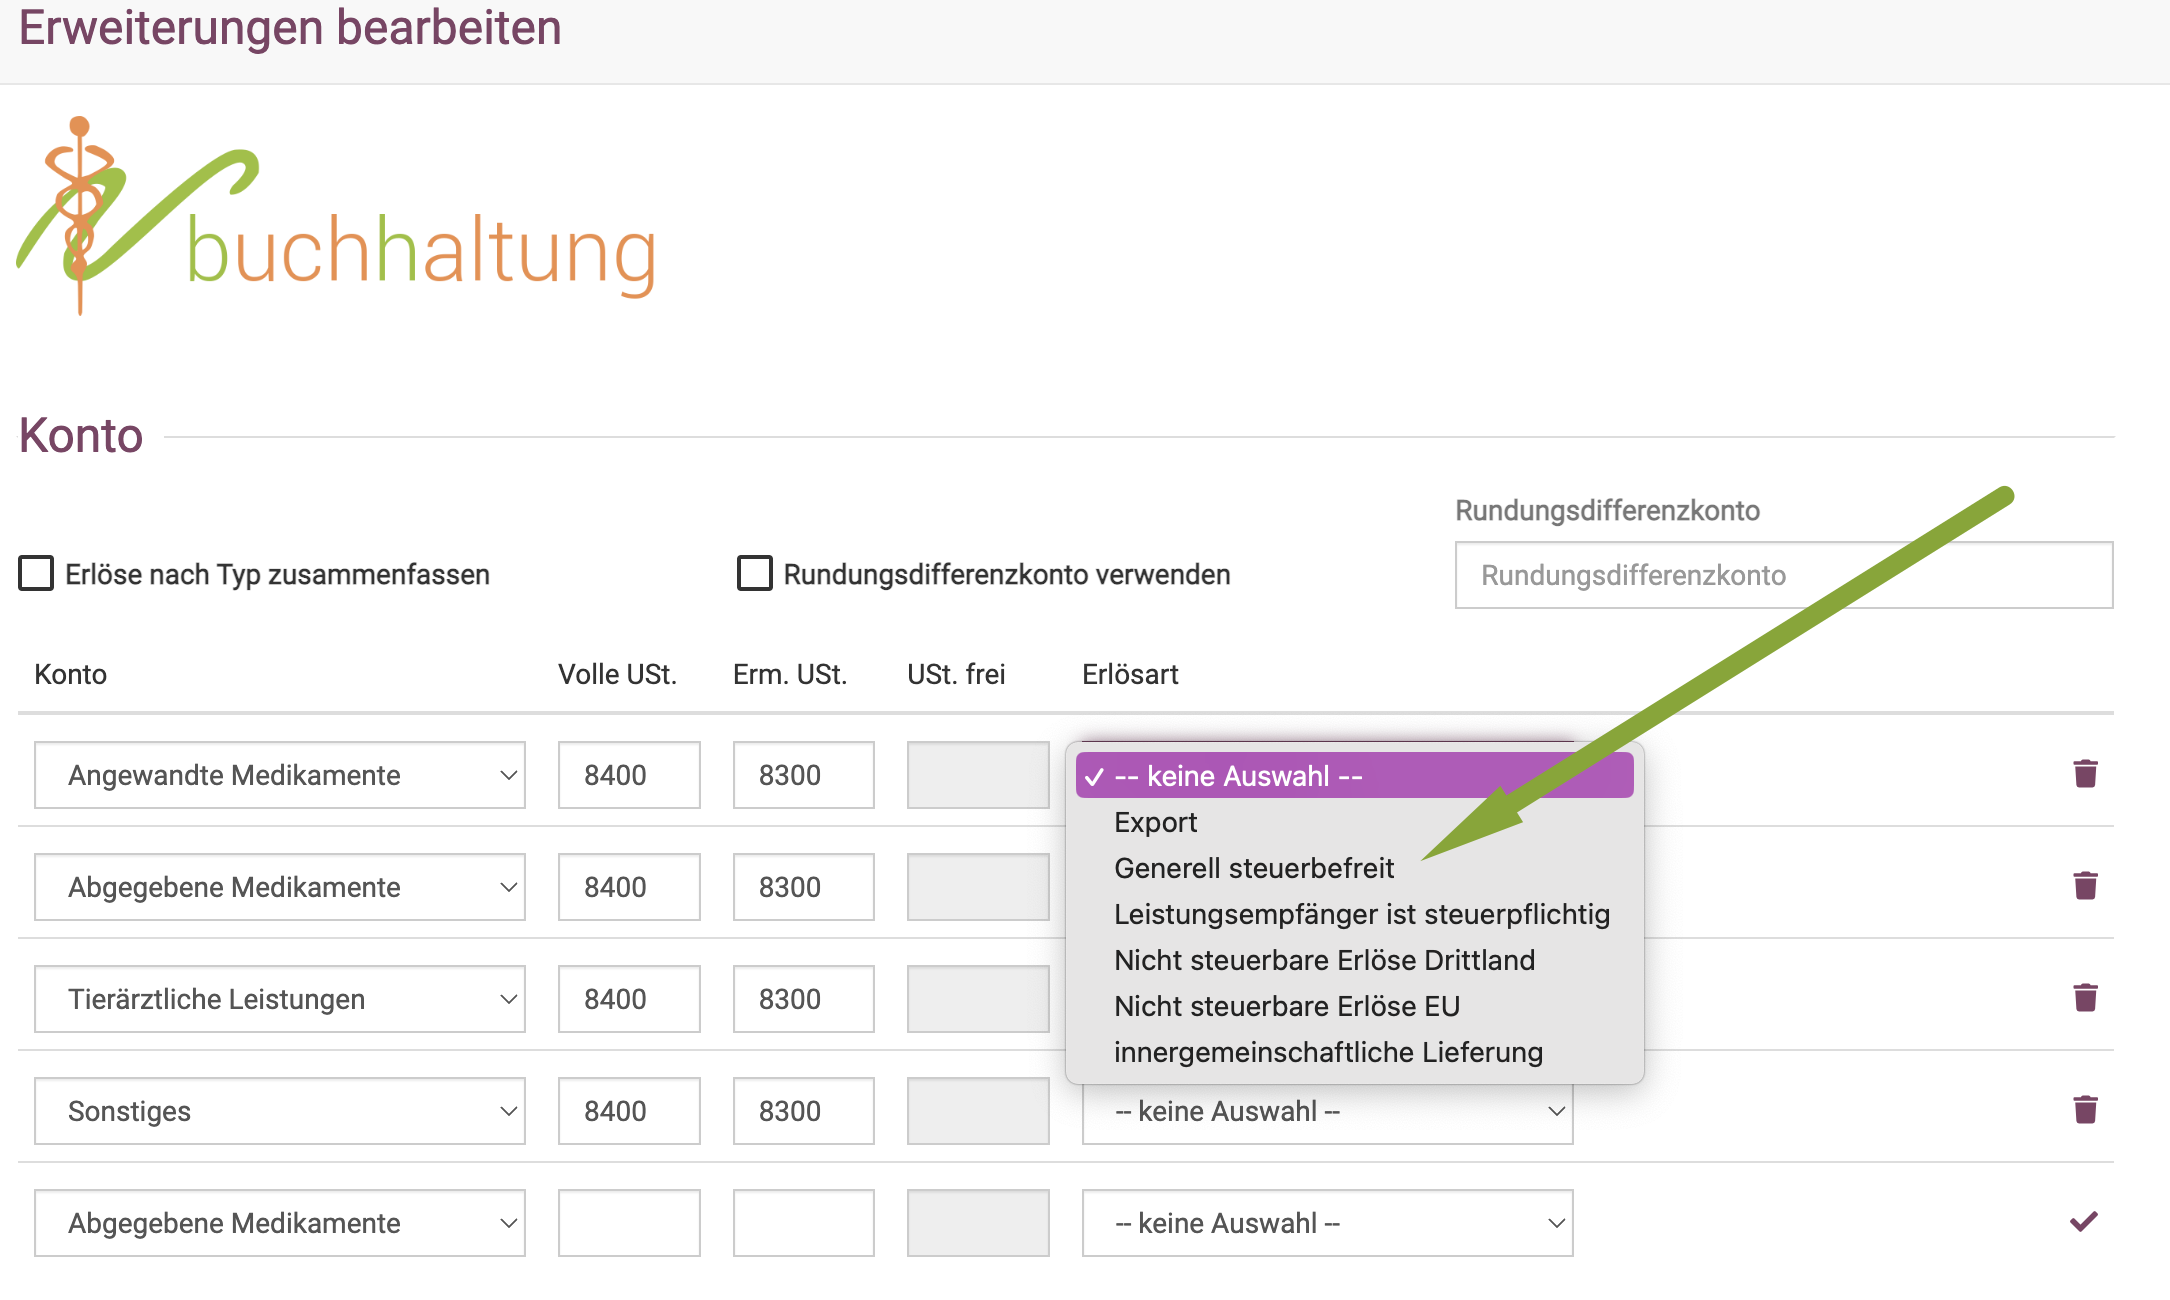 Erweiterungen bearbeiten
buchhaltung
Konto
Rundungsdifferenzkonto
Erlöse nach Typ zusammenfassen
Rundungsdifferenzkonto verwenden
Rundungsdifferenzkonto
Konto Volle USt. Erm. USt. USt. frei Erlösart
Angewandte Medikamente 8400 8300
-- keine Auswahl --
Export
Generell steuerbefreit
Leistungsempfänger ist steuerpflichtig
Nicht steuerbare Erlöse Drittland
Nicht steuerbare Erlöse EU
innergemeinschaftliche Lieferung
Abgegebene Medikamente 8400 8300
Tierärztliche Leistungen 8400 8300
Sonstiges 8400 8300 -- keine Auswahl --
Abgegebene Medikamente -- keine Auswahl --